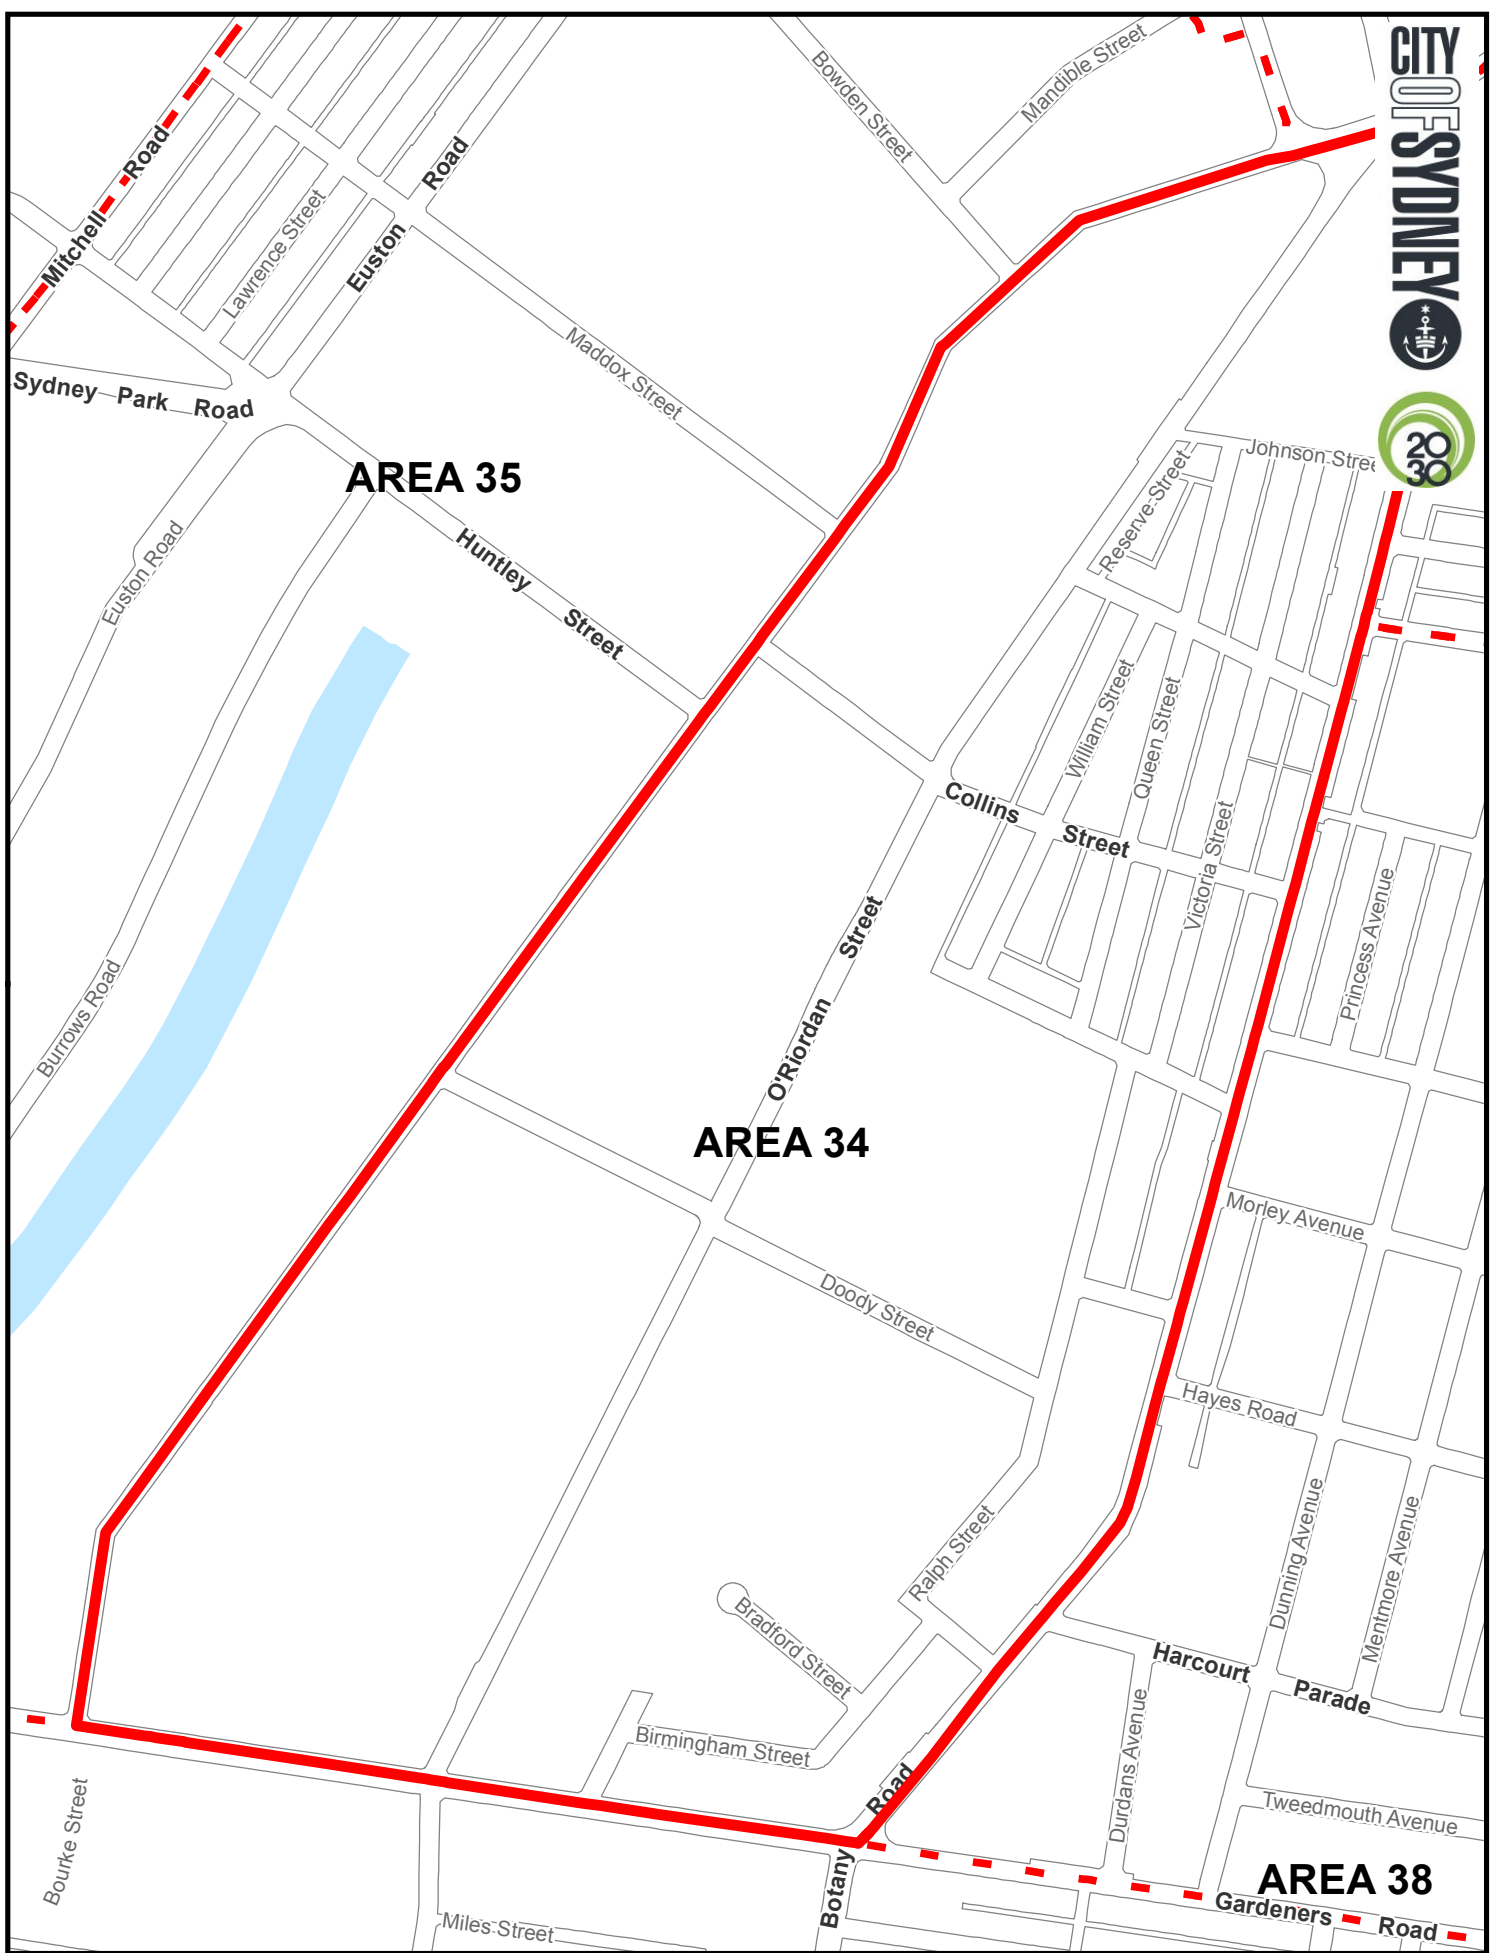 CITYOFSYDNEY
2030
Bowden Street
Mandible Street
Mitchell Road
Euston Road
Lawrence Street
Maddox Street
Sydney Park Road
AREA 35
Johnson Stree
Reserve Street
Euston Road
Huntley Street
William Street
Queen Street
Collins Street
Victoria Street
Princess Avenue
O'Riordan Street
Burrows Road
AREA 34
Morley Avenue
Doody Street
Hayes Road
Ralph Street
Dunning Avenue
Mentmore Avenue
Bradford Street
Harcourt Parade
Birmingham Street
Durdans Avenue
Botany Road
Tweedmouth Avenue
Bourke Street
AREA 38
Gardeners Road
Miles Street